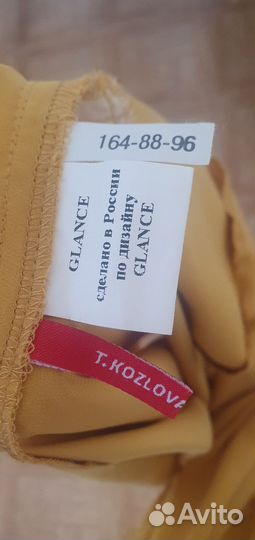 164-88-96
GLANCE
сделано в России
по дизайну
GLANCE
T.KOZLOVA
Avito